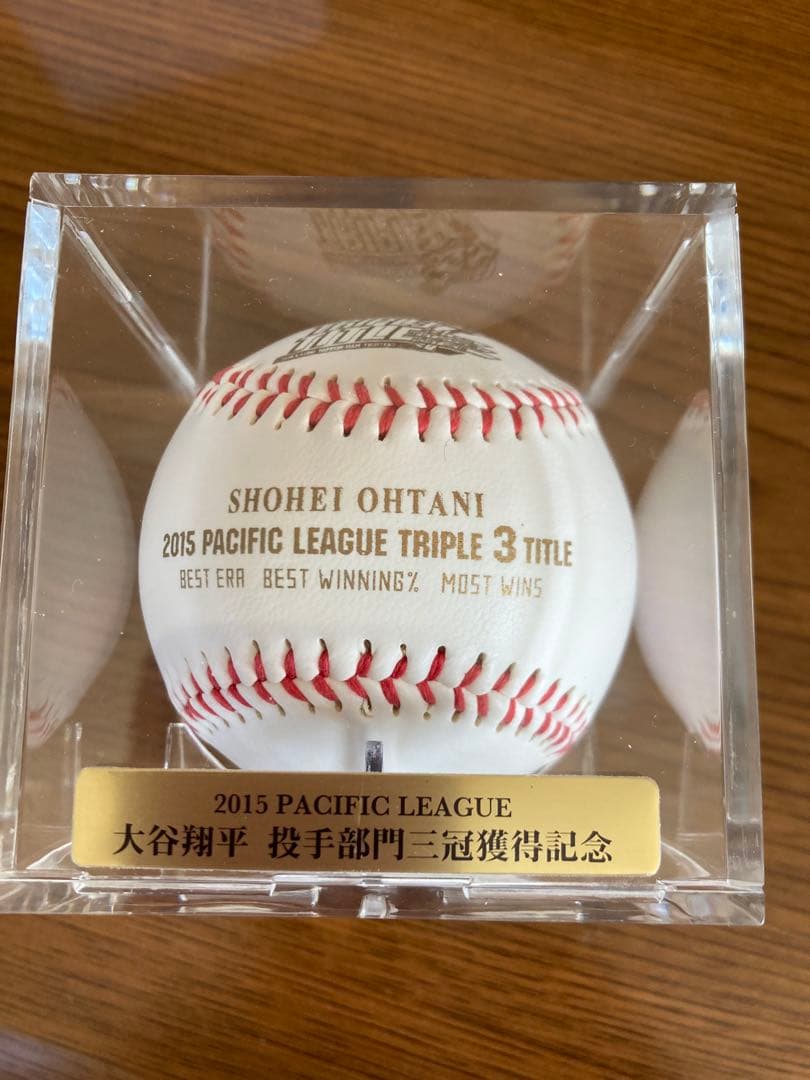 SHOHEI OHTANI
2015 PACIFIC LEAGUE TRIPLE 3 TITLE
BEST ERA BEST WINNING% MOST WINS
2015 PACIFIC LEAGUE
大谷翔平 投手部門三冠獲得記念